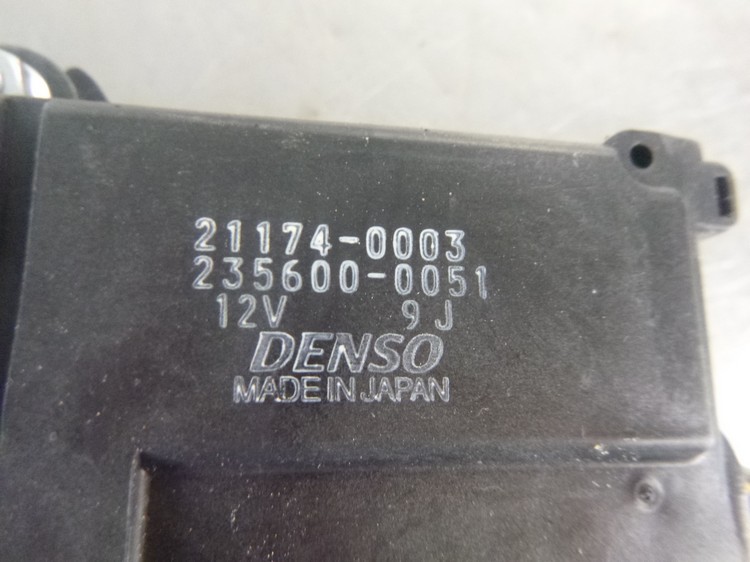 21174-0003
235600-0051
12V 9J
DENSO
MADE IN JAPAN